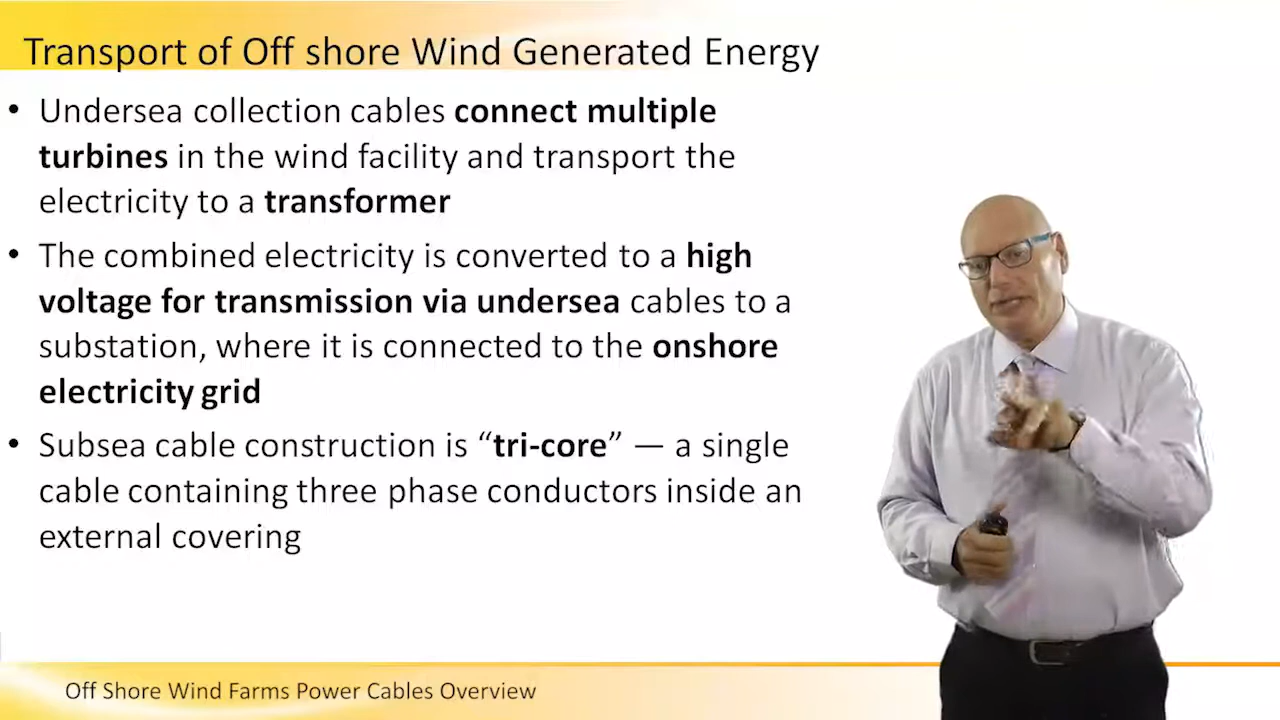 Transport of Off shore Wind Generated Energy
• Undersea collection cables connect multiple
turbines in the wind facility and transport the
electricity to a transformer
• The combined electricity is converted to a high
voltage for transmission via undersea cables to a
substation, where it is connected to the onshore
electricity grid
• Subsea cable construction is “tri-core” — a single
cable containing three phase conductors inside an
external covering
Off Shore Wind Farms Power Cables Overview